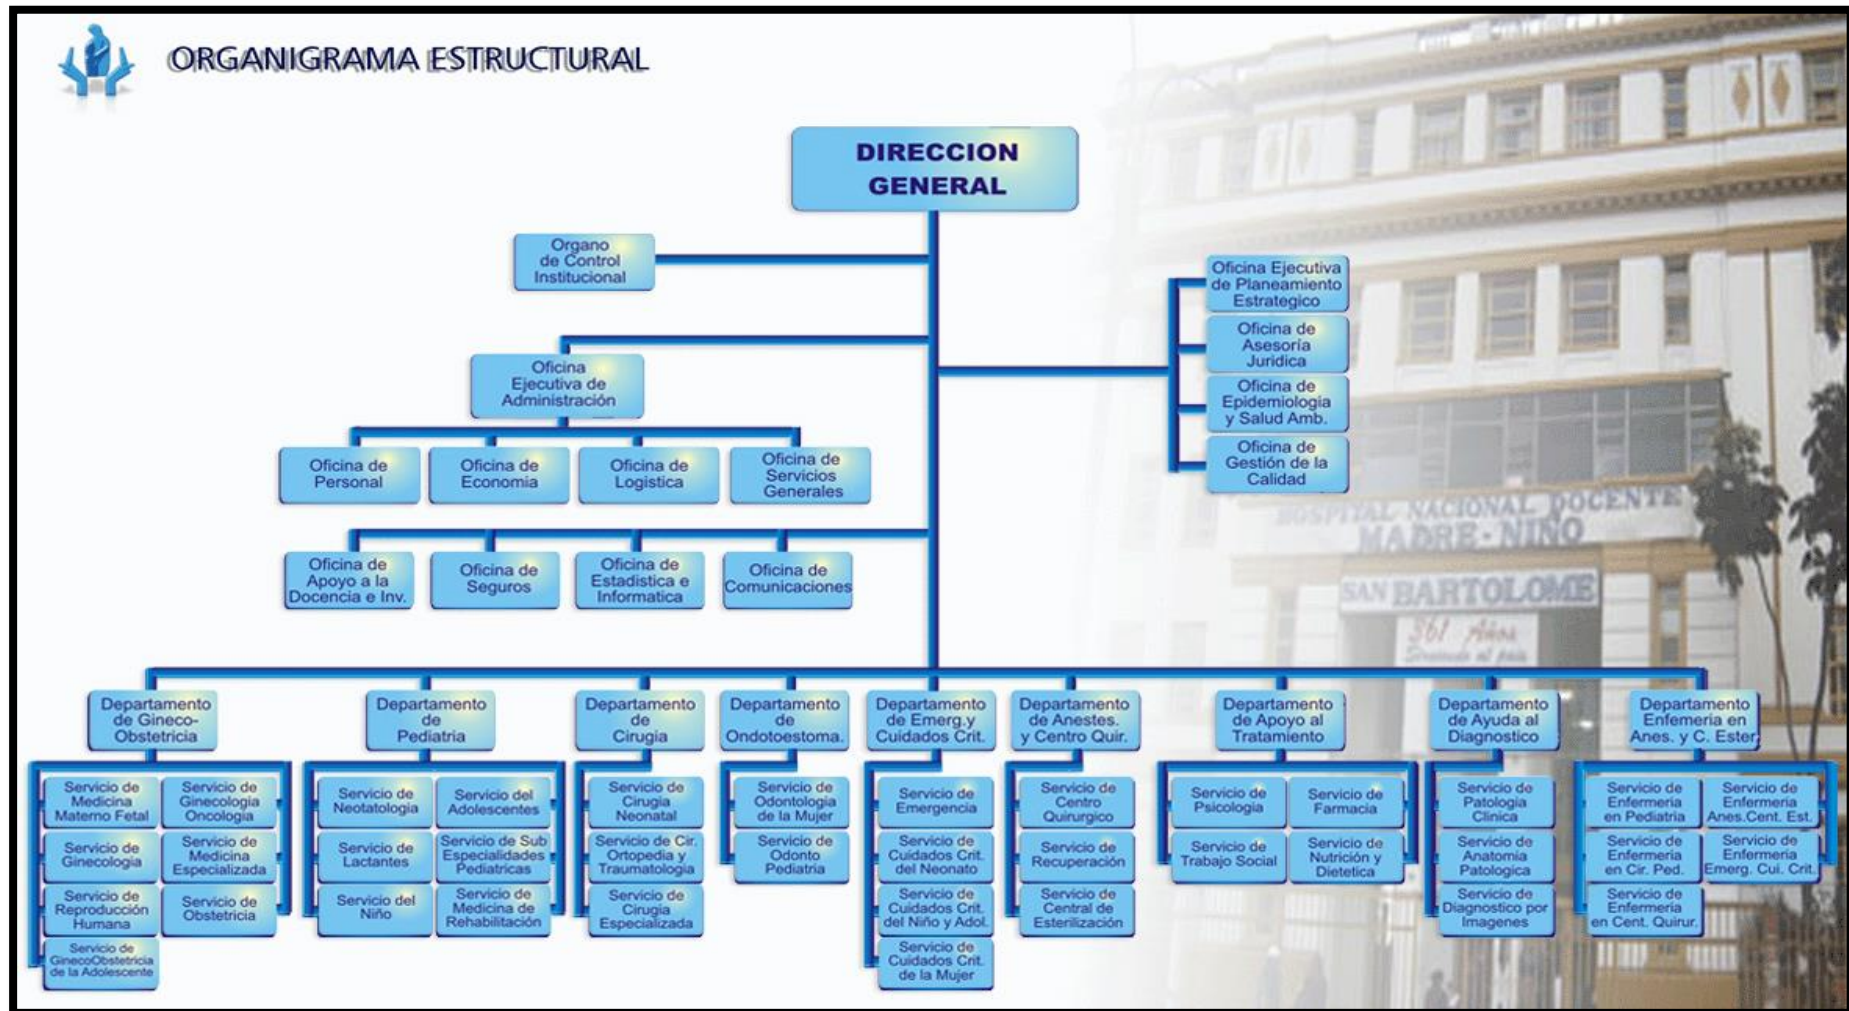 ORGANIGRAMA ESTRUCTURAL
DIRECCION
GENERAL
Organo
de Control
Institucional
Oficina Ejecutiva
de Planeamiento
Estrategico
Oficina de
Asesoría
Juridica
Oficina de
Epidemiologia
y Salud Amb.
Oficina de
Gestión de la
Calidad
Oficina
Ejecutiva de
Administración
Oficina de
Personal
Oficina de
Economia
Oficina de
Logistica
Oficina de
Servicios
Generales
Oficina de
Apoyo a la
Docencia e Inv.
Oficina de
Seguros
Oficina de
Estadistica e
Informatica
Oficina de
Comunicaciones
HOSPITAL NACIONAL DOCENTE
MADRE - NIÑO
SAN BARTOLOME
361 Años
Sirviendo al país
Departamento
de Gineco-
Obstetricia
Servicio de
Medicina
Materno Fetal
Servicio de
Ginecologia
Oncologia
Servicio de
Ginecologia
Servicio de
Medicina
Especializada
Servicio de
Reproducción
Humana
Servicio de
Obstetricia
Servicio de
GinecoObstetricia
de la Adolescente
Departamento
de
Pediatria
Servicio de
Neotatologia
Servicio del
Adolescentes
Servicio de
Lactantes
Servicio de Sub
Especialidades
Pediatricas
Servicio del
Niño
Servicio de
Medicina de
Rehabilitación
Departamento
de
Cirugia
Servicio de
Cirugia
Neonatal
Servicio de Cir.
Ortopedia y
Traumatologia
Servicio de
Cirugia
Especializada
Departamento
de
Ondotoestoma.
Servicio de
Odontologia
de la Mujer
Servicio de
Odonto
Pediatria
Departamento
de Emerg.y
Cuidados Crit.
Servicio de
Emergencia
Servicio de
Cuidados Crit.
del Neonato
Servicio de
Cuidados Crit.
del Niño y Adol.
Servicio de
Cuidados Crit.
de la Mujer
Departamento
de Anestes.
y Centro Quir.
Servicio de
Centro
Quirurgico
Servicio de
Recuperación
Servicio de
Central de
Esterilización
Departamento
de Apoyo al
Tratamiento
Servicio de
Psicologia
Servicio de
Farmacia
Servicio de
Trabajo Social
Servicio de
Nutrición y
Dietetica
Departamento
de Ayuda al
Diagnostico
Servicio de
Patologia
Clinica
Servicio de
Anatomia
Patologica
Servicio de
Diagnostico por
Imagenes
Departamento
Enfemeria en
Anes. y C. Ester.
Servicio de
Enfermeria
en Pediatria
Servicio de
Enfermeria
Anes.Cent. Est.
Servicio de
Enfermeria
en Cir. Ped.
Servicio de
Enfermeria
Emerg. Cui. Crit.
Servicio de
Enfermeria
en Cent. Quirur.